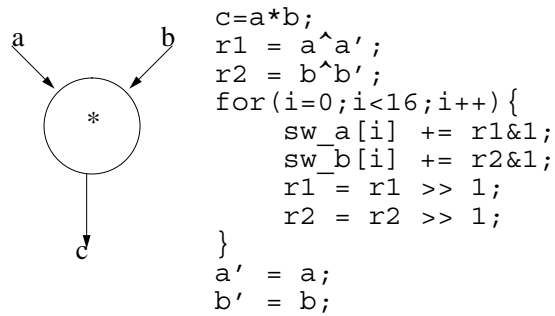 a
b
*
c
c=a*b;
r1 = a^a';
r2 = b^b';
for(i=0;i<16;i++){
sw_a[i] += r1&1;
sw_b[i] += r2&1;
r1 = r1 >> 1;
r2 = r2 >> 1;
}
a' = a;
b' = b;